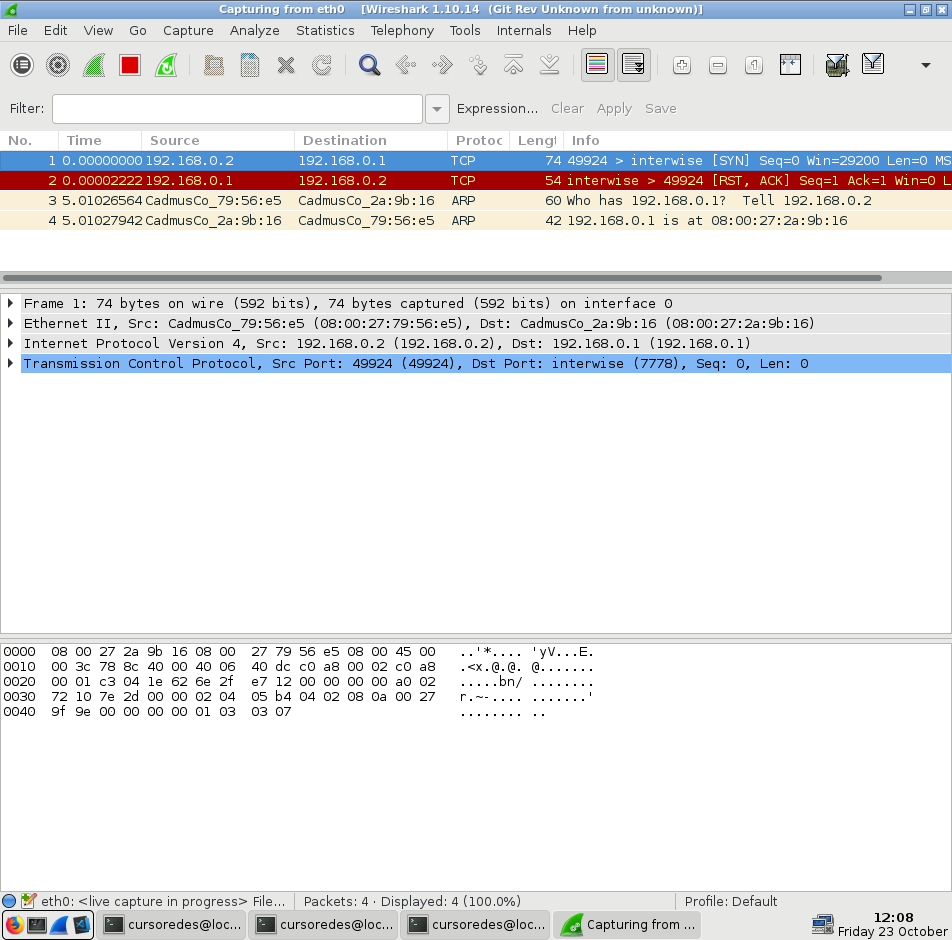 Capturing from eth0    [Wireshark 1.10.14  (Git Rev Unknown from unknown)]
File Edit View Go Capture Analyze Statistics Telephony Tools Internals Help
Filter: Expression... Clear Apply Save
No. Time Source Destination Protoc Lengt Info
1 0.00000000 192.168.0.2 192.168.0.1 TCP 74 49924 > interwise [SYN] Seq=0 Win=29200 Len=0 MS
2 0.00002222 192.168.0.1 192.168.0.2 TCP 54 interwise > 49924 [RST, ACK] Seq=1 Ack=1 Win=0 L
3 5.01026564 CadmusCo_79:56:e5 CadmusCo_2a:9b:16 ARP 60 Who has 192.168.0.1?  Tell 192.168.0.2
4 5.01027942 CadmusCo_2a:9b:16 CadmusCo_79:56:e5 ARP 42 192.168.0.1 is at 08:00:27:2a:9b:16
Frame 1: 74 bytes on wire (592 bits), 74 bytes captured (592 bits) on interface 0
Ethernet II, Src: CadmusCo_79:56:e5 (08:00:27:79:56:e5), Dst: CadmusCo_2a:9b:16 (08:00:27:2a:9b:16)
Internet Protocol Version 4, Src: 192.168.0.2 (192.168.0.2), Dst: 192.168.0.1 (192.168.0.1)
Transmission Control Protocol, Src Port: 49924 (49924), Dst Port: interwise (7778), Seq: 0, Len: 0
0000  08 00 27 2a 9b 16 08 00  27 79 56 e5 08 00 45 00   ..'*.... 'yV...E.
0010  00 3c 78 8c 40 00 40 06  40 dc c0 a8 00 02 c0 a8   .<x.@.@. @.......
0020  00 01 c3 04 1e 62 6e 2f  e7 12 00 00 00 00 a0 02   .....bn/ ........
0030  72 10 7e 2d 00 00 02 04  05 b4 04 02 08 0a 00 27   r.~-.... .......'
0040  9f 9e 00 00 00 00 01 03  03 07                     ........ ..
eth0: <live capture in progress> File... Packets: 4 · Displayed: 4 (100.0%) Profile: Default
cursoredes@loc... cursoredes@loc... cursoredes@loc... Capturing from ... 12:08
Friday 23 October